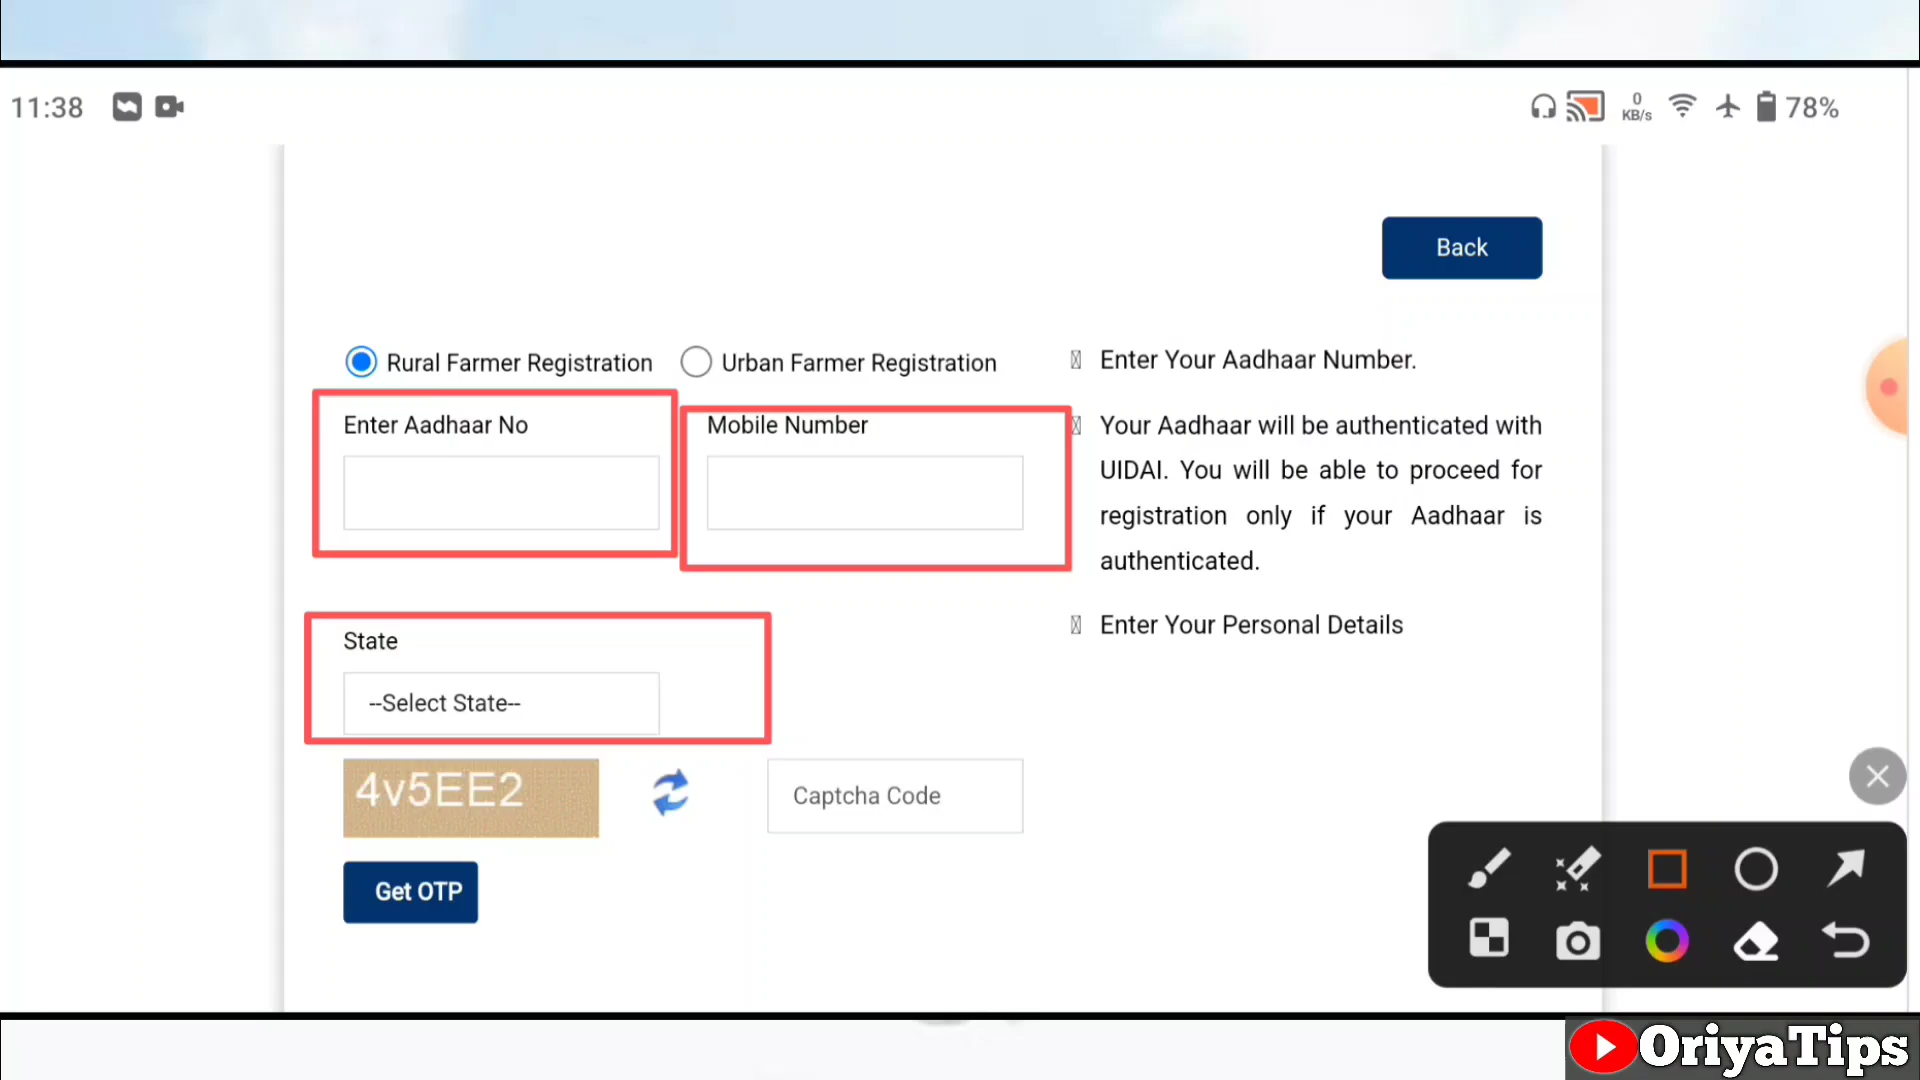 11:38
0
KB/s
78%
Back
Rural Farmer Registration
Urban Farmer Registration
Enter Aadhaar No
Mobile Number
State
--Select State--
4v5EE2
Captcha Code
Get OTP
Enter Your Aadhaar Number.
Your Aadhaar will be authenticated with
UIDAI. You will be able to proceed for
registration only if your Aadhaar is
authenticated.
Enter Your Personal Details
OriyaTips